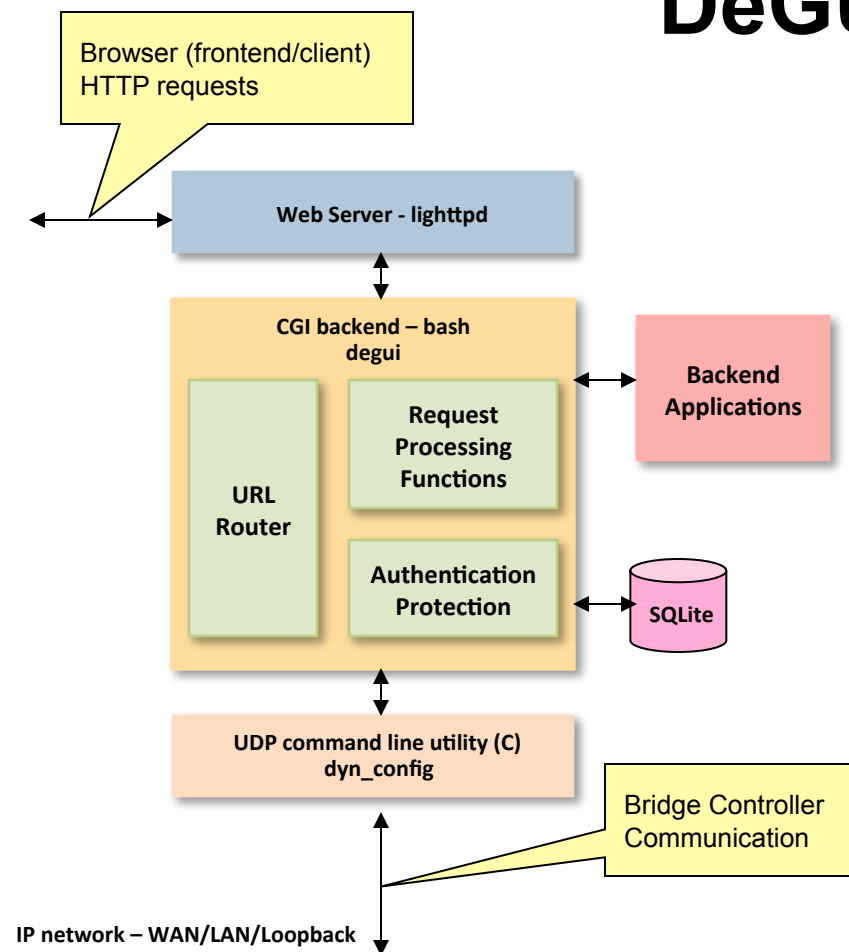 DeGu
Browser (frontend/client)
HTTP requests
Web Server - lighttpd
CGI backend – bash
degui
URL
Router
Request
Processing
Functions
Authentication
Protection
Backend
Applications
SQLite
UDP command line utility (C)
dyn_config
Bridge Controller
Communication
IP network – WAN/LAN/Loopback